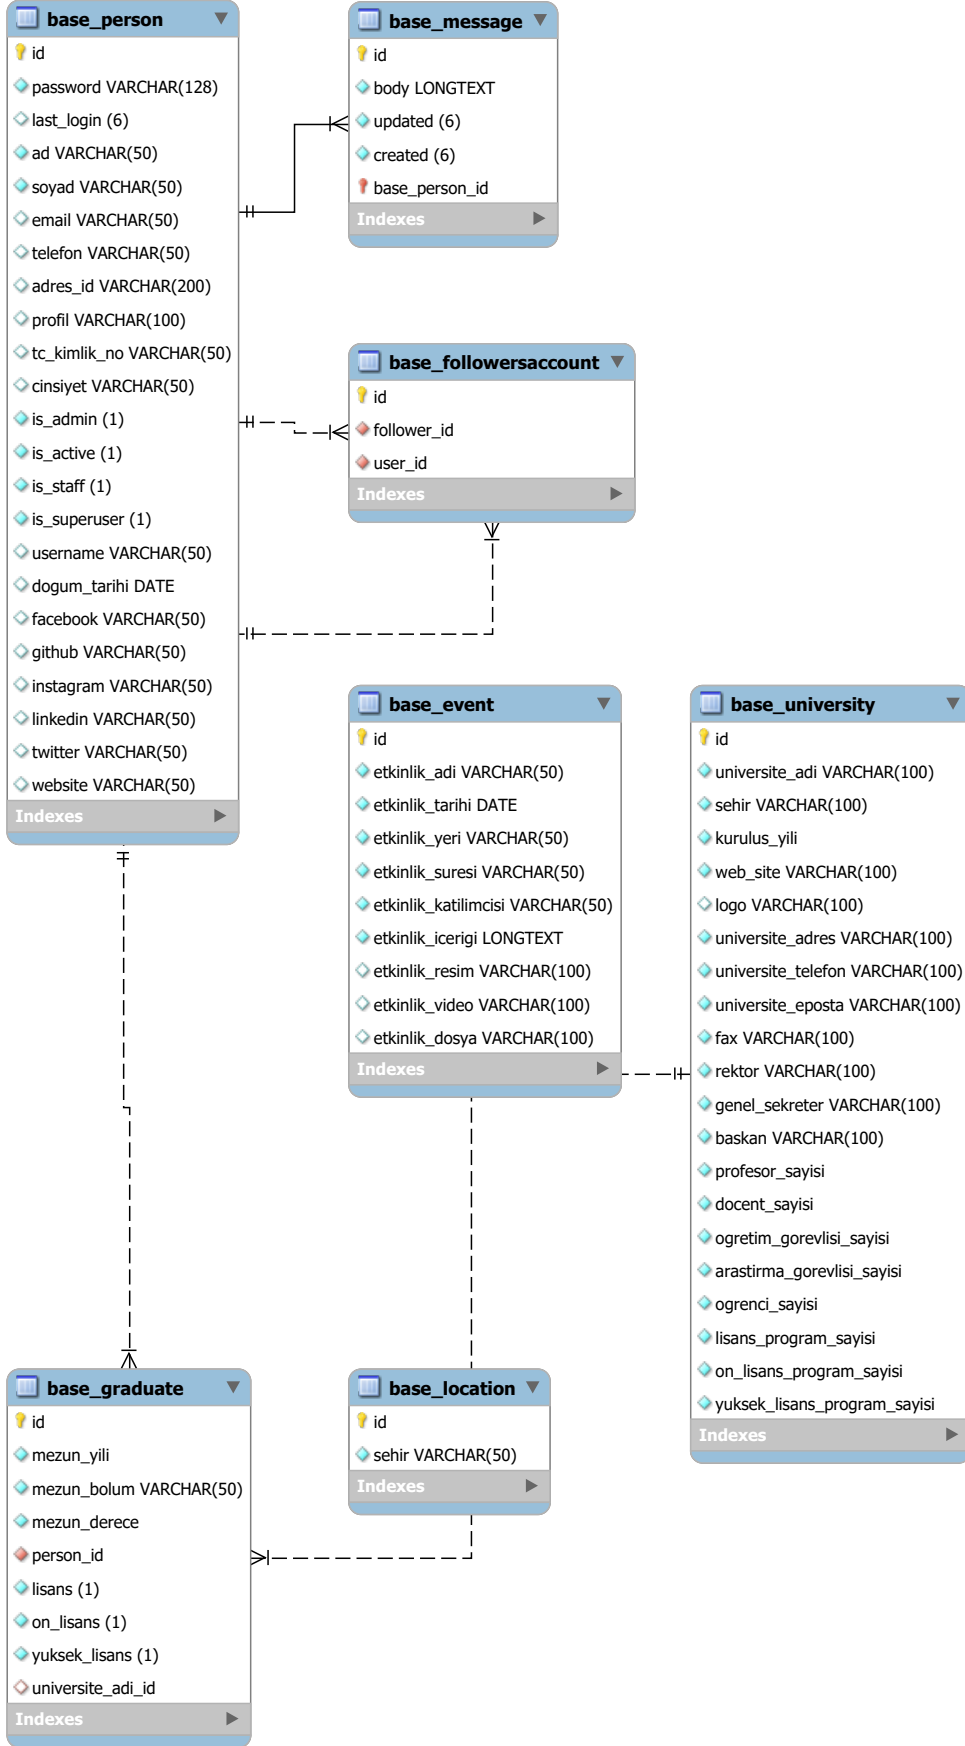 base_person
id
password VARCHAR(128)
last_login (6)
ad VARCHAR(50)
soyad VARCHAR(50)
email VARCHAR(50)
telefon VARCHAR(50)
adres_id VARCHAR(200)
profil VARCHAR(100)
tc_kimlik_no VARCHAR(50)
cinsiyet VARCHAR(50)
is_admin (1)
is_active (1)
is_staff (1)
is_superuser (1)
username VARCHAR(50)
dogum_tarihi DATE
facebook VARCHAR(50)
github VARCHAR(50)
instagram VARCHAR(50)
linkedin VARCHAR(50)
twitter VARCHAR(50)
website VARCHAR(50)
Indexes
base_message
id
body LONGTEXT
updated (6)
created (6)
base_person_id
Indexes
base_followersaccount
id
follower_id
user_id
Indexes
base_event
id
etkinlik_adi VARCHAR(50)
etkinlik_tarihi DATE
etkinlik_yeri VARCHAR(50)
etkinlik_suresi VARCHAR(50)
etkinlik_katilimcisi VARCHAR(50)
etkinlik_icerigi LONGTEXT
etkinlik_resim VARCHAR(100)
etkinlik_video VARCHAR(100)
etkinlik_dosya VARCHAR(100)
Indexes
base_university
id
universite_adi VARCHAR(100)
sehir VARCHAR(100)
kurulus_yili
web_site VARCHAR(100)
logo VARCHAR(100)
universite_adres VARCHAR(100)
universite_telefon VARCHAR(100)
universite_eposta VARCHAR(100)
fax VARCHAR(100)
rektor VARCHAR(100)
genel_sekreter VARCHAR(100)
baskan VARCHAR(100)
profesor_sayisi
docent_sayisi
ogretim_gorevlisi_sayisi
arastirma_gorevlisi_sayisi
ogrenci_sayisi
lisans_program_sayisi
on_lisans_program_sayisi
yuksek_lisans_program_sayisi
Indexes
base_graduate
id
mezun_yili
mezun_bolum VARCHAR(50)
mezun_derece
person_id
lisans (1)
on_lisans (1)
yuksek_lisans (1)
universite_adi_id
Indexes
base_location
id
sehir VARCHAR(50)
Indexes